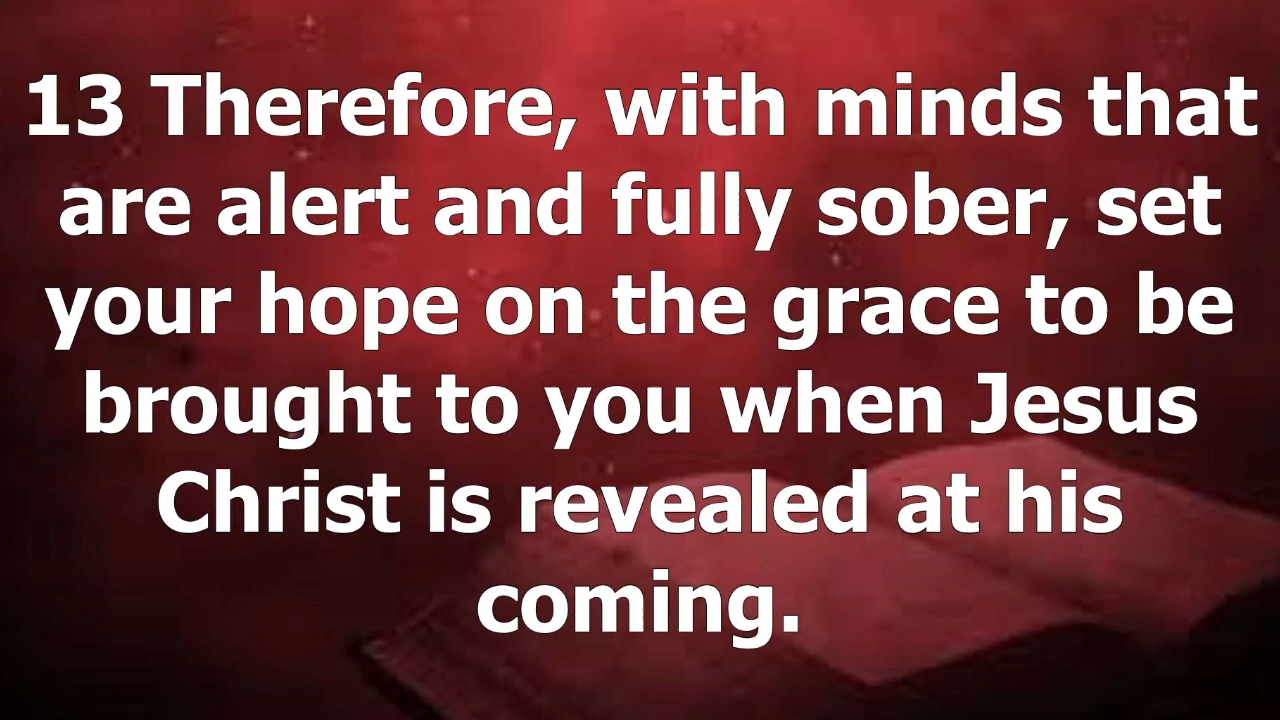 13 Therefore, with minds that
are alert and fully sober, set
your hope on the grace to be
brought to you when Jesus
Christ is revealed at his
coming.